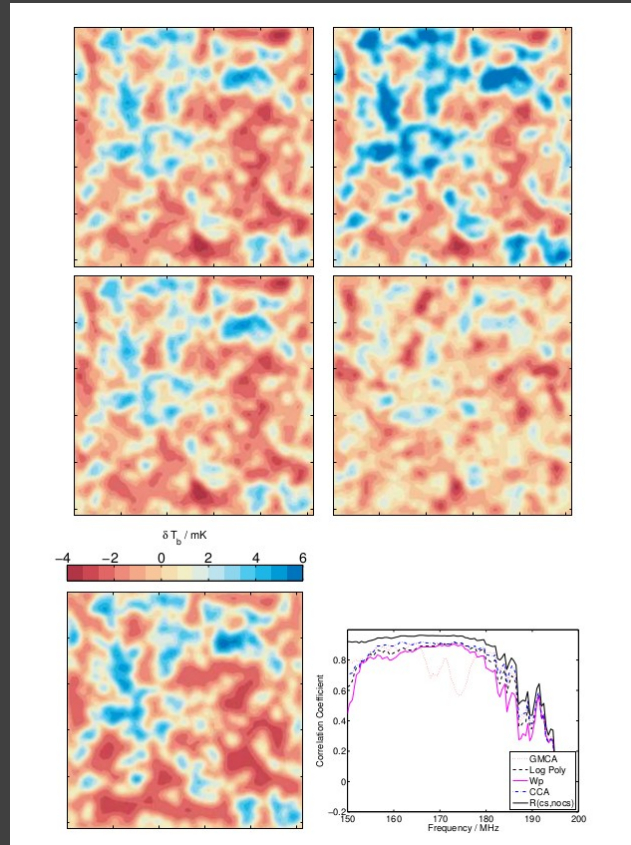 δ T_b / mK
−4 −2 0 2 4 6
Correlation Coefficient
0.8
0.6
0.4
0.2
0
−0.2
150 160 170 180 190 200
Frequency / MHz
GMCA
Log Poly
Wp
CCA
R(cs,nocs)